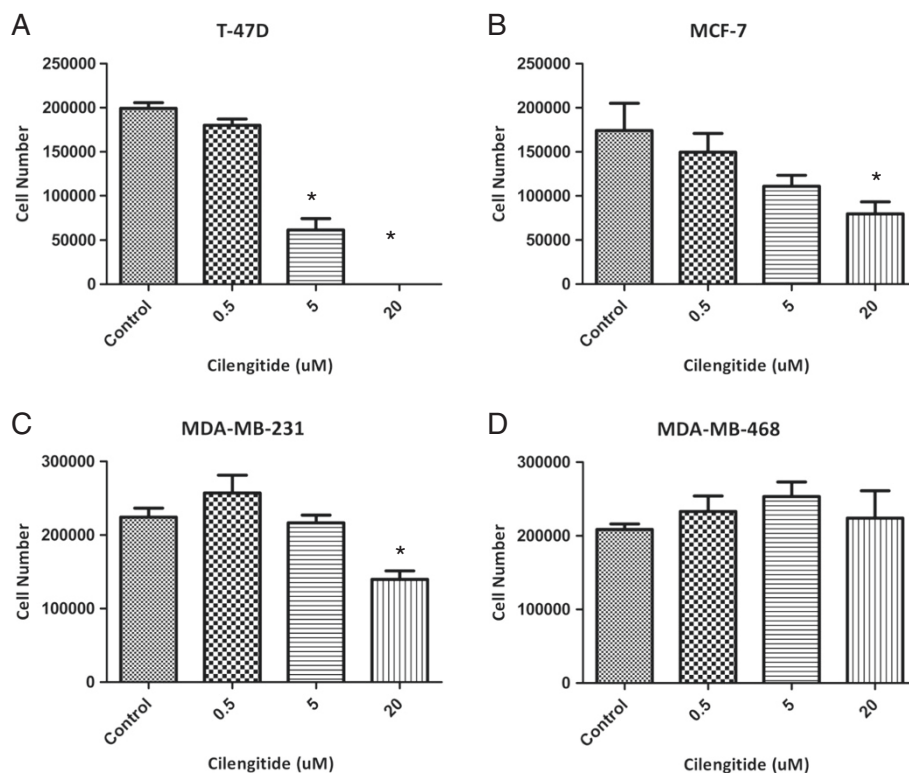 A
T-47D
250000
200000
150000
100000
50000
0
Cell Number
*
*
Control
0.5
5
20
Cilengitide (uM)
B
MCF-7
250000
200000
150000
100000
50000
0
Cell Number
*
Control
0.5
5
20
Cilengitide (uM)
C
MDA-MB-231
300000
200000
100000
0
Cell Number
*
Control
0.5
5
20
Cilengitide (uM)
D
MDA-MB-468
300000
200000
100000
0
Cell Number
Control
0.5
5
20
Cilengitide (uM)